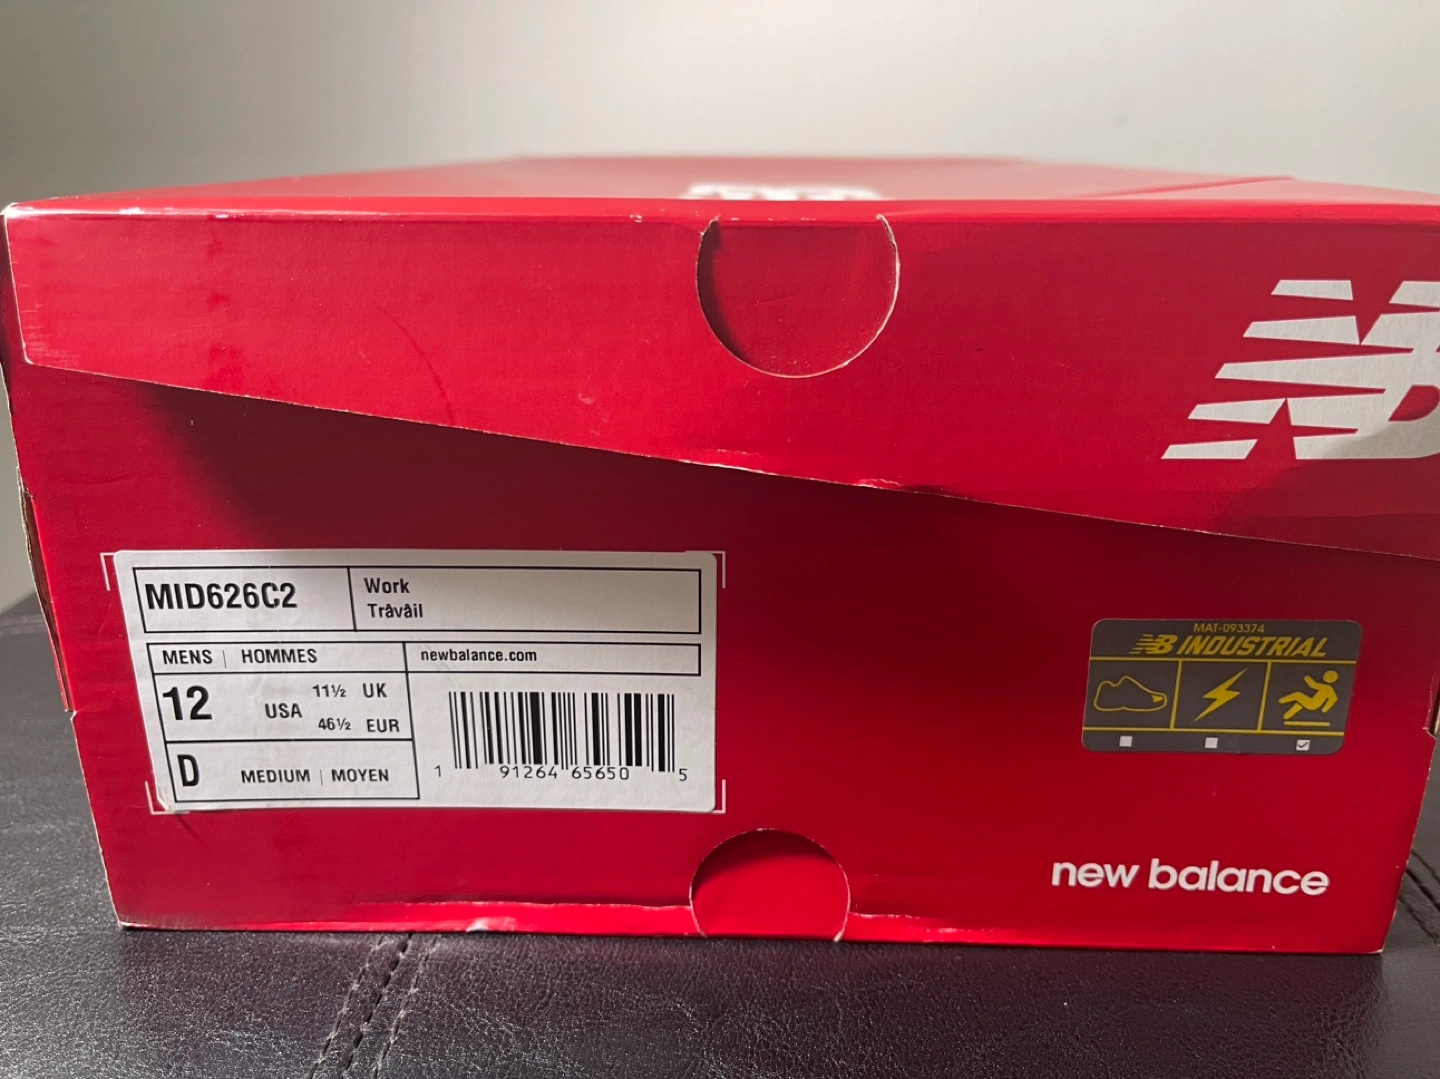 NB
MID626C2
Work
Trâvâil
MENS | HOMMES
newbalance.com
12
USA
11½ UK
46½ EUR
D
MEDIUM | MOYEN
1 91264 65650 5
MAT-093374
NB INDUSTRIAL
new balance